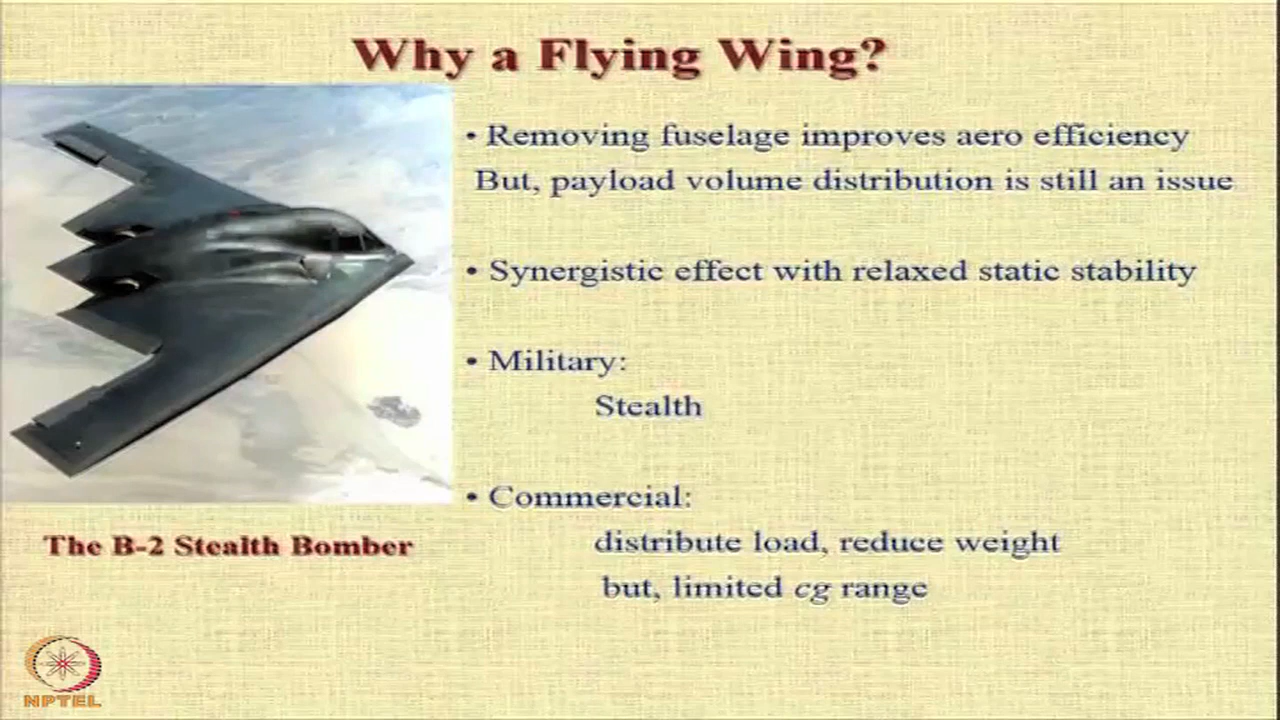 Why a Flying Wing?
• Removing fuselage improves aero efficiency
But, payload volume distribution is still an issue
• Synergistic effect with relaxed static stability
• Military:
Stealth
• Commercial:
distribute load, reduce weight
but, limited cg range
The B-2 Stealth Bomber
NPTEL